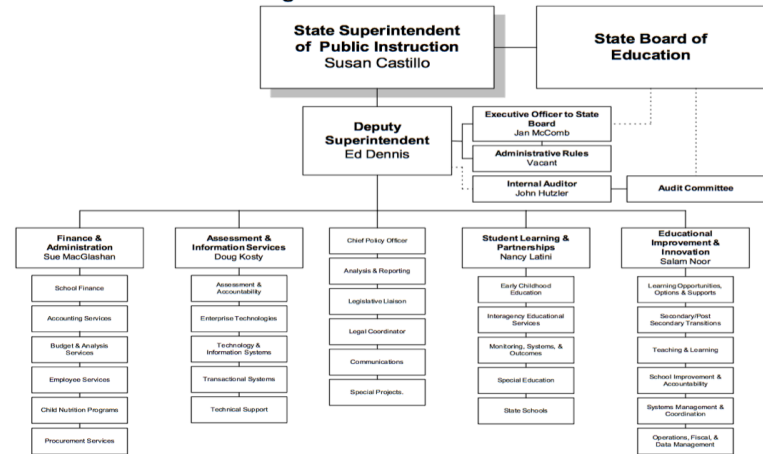 State Superintendent
of Public Instruction
Susan Castillo
State Board of
Education
Deputy
Superintendent
Ed Dennis
Executive Officer to State
Board
Jan McComb
Administrative Rules
Vacant
Internal Auditor
John Hutzler
Audit Committee
Finance &
Administration
Sue MacGlashan
School Finance
Accounting Services
Budget & Analysis
Services
Employee Services
Child Nutrition Programs
Procurement Services
Assessment &
Information Services
Doug Kosty
Assessment &
Accountability
Enterprise Technologies
Technology &
Information Systems
Transactional Systems
Technical Support
Chief Policy Officer
Analysis & Reporting
Legislative Liaison
Legal Coordinator
Communications
Special Projects.
Student Learning &
Partnerships
Nancy Latini
Early Childhood
Education
Interagency Educational
Services
Monitoring, Systems, &
Outcomes
Special Education
State Schools
Educational
Improvement &
Innovation
Salam Noor
Learning Opportunities,
Options & Supports
Secondary/Post
Secondary Transitions
Teaching & Learning
School Improvement &
Accountability
Systems Management &
Coordination
Operations, Fiscal, &
Data Management